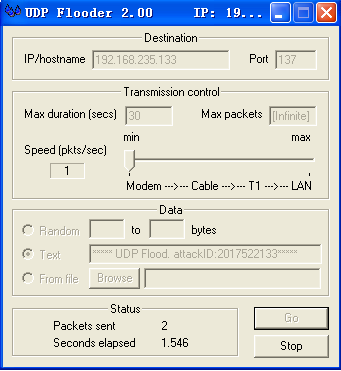 UDP Flooder 2.00 IP: 19...
Destination
IP/hostname 192.168.235.133 Port 137
Transmission control
Max duration (secs) 30 Max packets [Infinite]
min max
Speed (pkts/sec)
1
Modem --->--- Cable --->--- T1 --->--- LAN
Data
Random to bytes
Text ***** UDP Flood. attackID:2017522133*****
From file Browse
Status
Packets sent 2
Seconds elapsed 1.546
Go
Stop